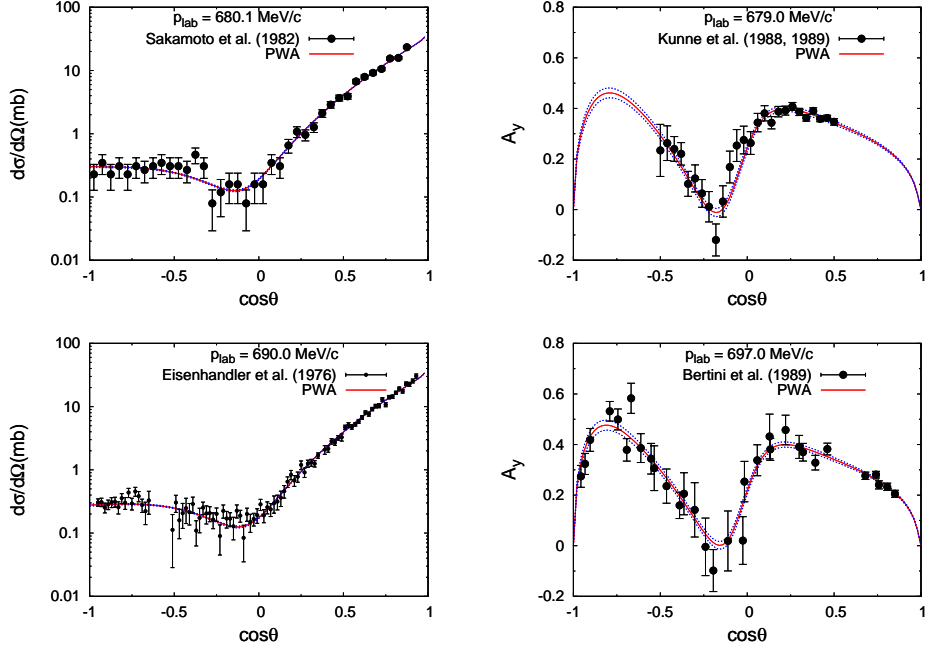 p_lab = 680.1 MeV/c
Sakamoto et al. (1982)
PWA
dσ/dΩ(mb)
100
10
1
0.1
0.01
-1 -0.5 0 0.5 1
cosθ
p_lab = 679.0 MeV/c
Kunne et al. (1988, 1989)
PWA
A_y
0.8
0.6
0.4
0.2
0
-0.2
-1 -0.5 0 0.5 1
cosθ
p_lab = 690.0 MeV/c
Eisenhandler et al. (1976)
PWA
dσ/dΩ(mb)
100
10
1
0.1
0.01
-1 -0.5 0 0.5 1
cosθ
p_lab = 697.0 MeV/c
Bertini et al. (1989)
PWA
A_y
0.8
0.6
0.4
0.2
0
-0.2
-1 -0.5 0 0.5 1
cosθ